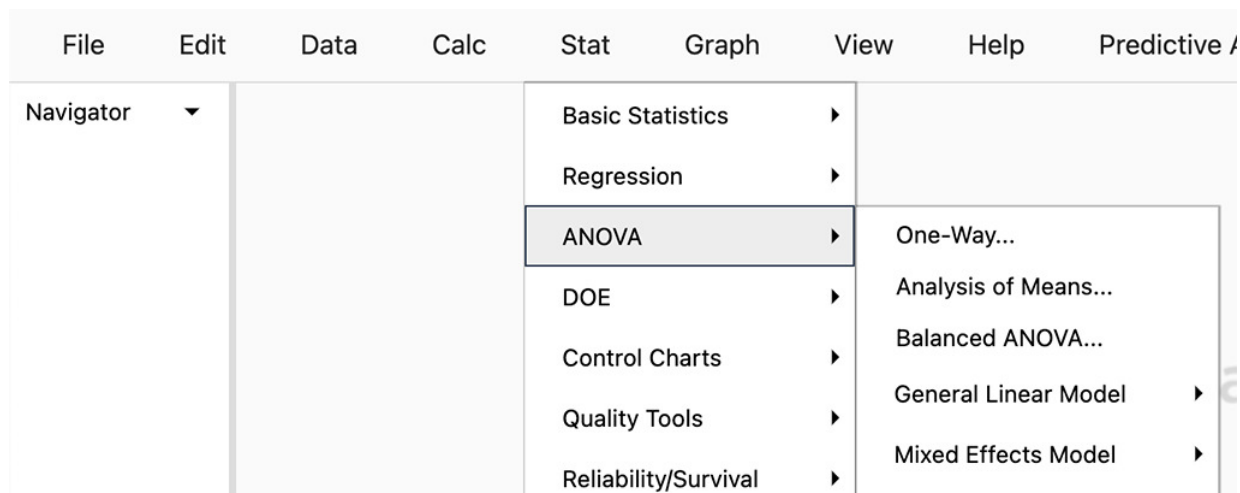 File Edit Data Calc Stat Graph View Help Predictive
Navigator
Basic Statistics
Regression
ANOVA
DOE
Control Charts
Quality Tools
Reliability/Survival
One-Way...
Analysis of Means...
Balanced ANOVA...
General Linear Model
Mixed Effects Model